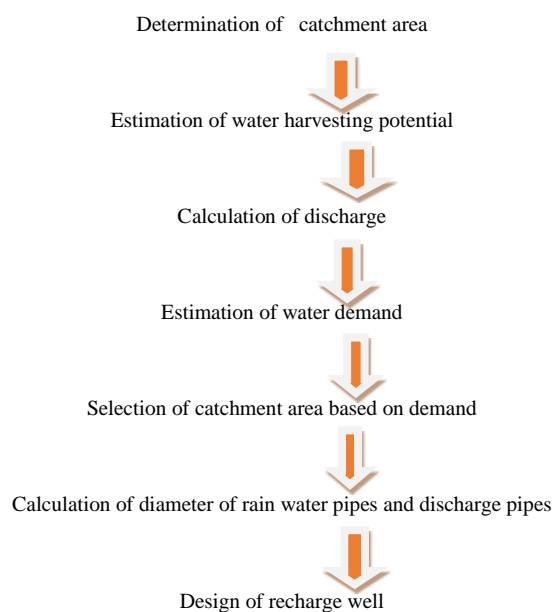 Determination of catchment area
Estimation of water harvesting potential
Calculation of discharge
Estimation of water demand
Selection of catchment area based on demand
Calculation of diameter of rain water pipes and discharge pipes
Design of recharge well